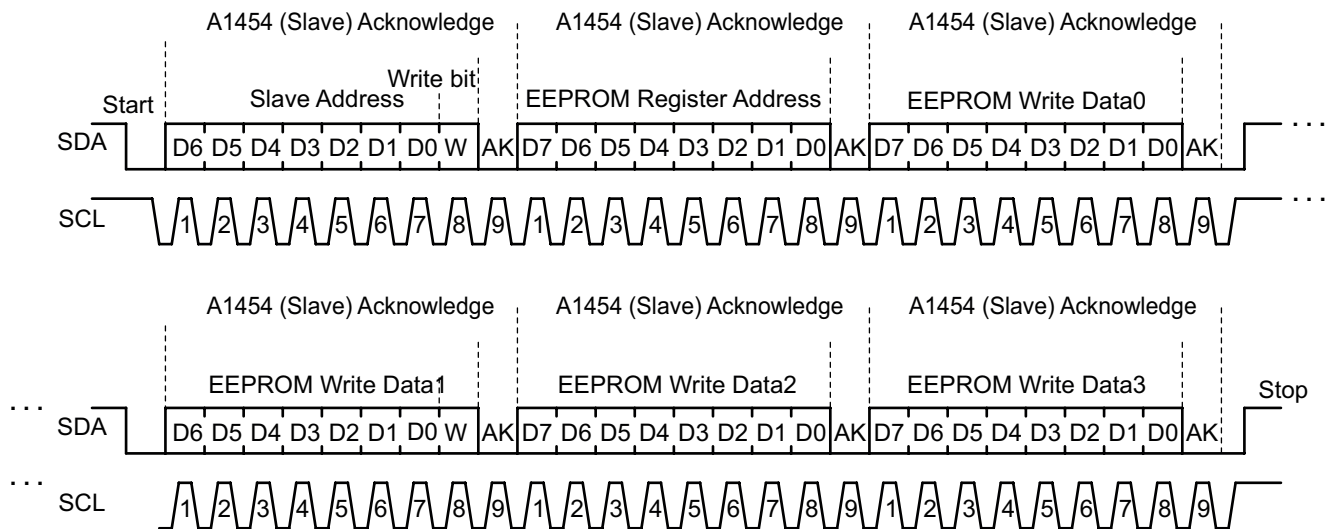 A1454 (Slave) Acknowledge A1454 (Slave) Acknowledge A1454 (Slave) Acknowledge
Write bit
Start Slave Address EEPROM Register Address EEPROM Write Data0
SDA D6 D5 D4 D3 D2 D1 D0 W AK D7 D6 D5 D4 D3 D2 D1 D0 AK D7 D6 D5 D4 D3 D2 D1 D0 AK . . .
SCL 1 2 3 4 5 6 7 8 9 1 2 3 4 5 6 7 8 9 1 2 3 4 5 6 7 8 9 . . .
A1454 (Slave) Acknowledge A1454 (Slave) Acknowledge A1454 (Slave) Acknowledge
EEPROM Write Data1 EEPROM Write Data2 EEPROM Write Data3 Stop
. . . SDA D6 D5 D4 D3 D2 D1 D0 W AK D7 D6 D5 D4 D3 D2 D1 D0 AK D7 D6 D5 D4 D3 D2 D1 D0 AK
. . . SCL 1 2 3 4 5 6 7 8 9 1 2 3 4 5 6 7 8 9 1 2 3 4 5 6 7 8 9